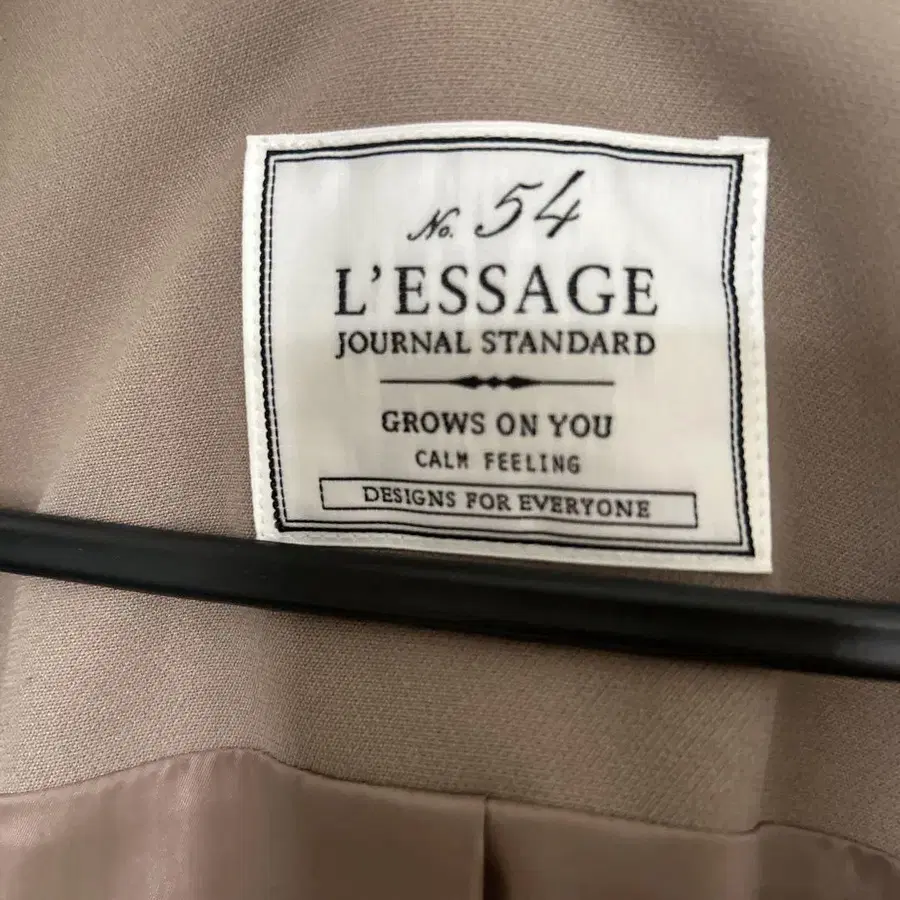 No. 54
L'ESSAGE
JOURNAL STANDARD
GROWS ON YOU
CALM FEELING
DESIGNS FOR EVERYONE